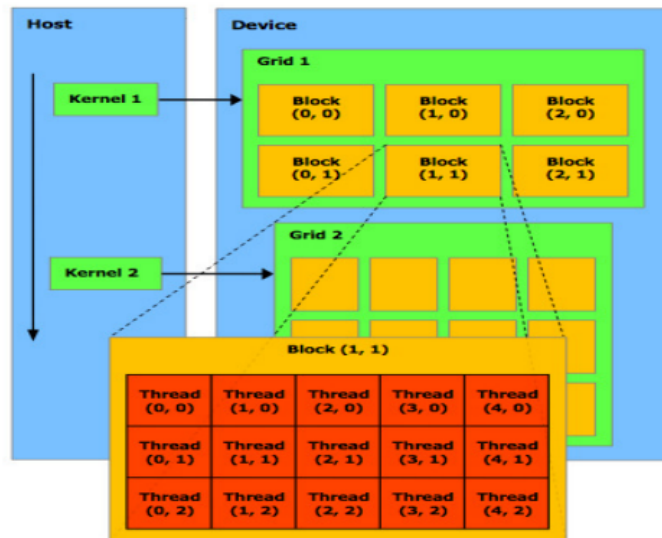 Host
Device
Grid 1
Kernel 1
Block
(0, 0)
Block
(1, 0)
Block
(2, 0)
Block
(0, 1)
Block
(1, 1)
Block
(2, 1)
Grid 2
Kernel 2
Block (1, 1)
Thread
(0, 0)
Thread
(1, 0)
Thread
(2, 0)
Thread
(3, 0)
Thread
(4, 0)
Thread
(0, 1)
Thread
(1, 1)
Thread
(2, 1)
Thread
(3, 1)
Thread
(4, 1)
Thread
(0, 2)
Thread
(1, 2)
Thread
(2, 2)
Thread
(3, 2)
Thread
(4, 2)